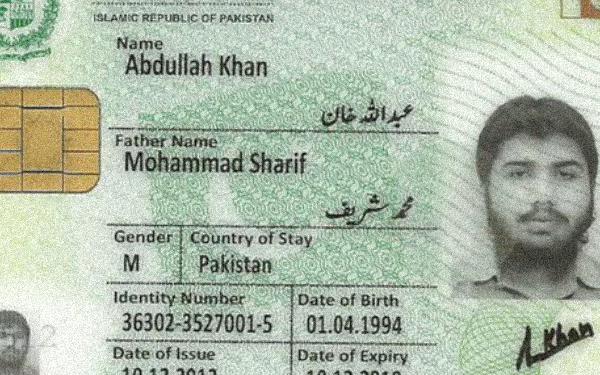 ISLAMIC REPUBLIC OF PAKISTAN
Name
Abdullah Khan
عبداللہ خان
Father Name
Mohammad Sharif
محمد شریف
Gender Country of Stay
M Pakistan
Identity Number Date of Birth
36302-3527001-5 01.04.1994
Date of Issue Date of Expiry
Khan